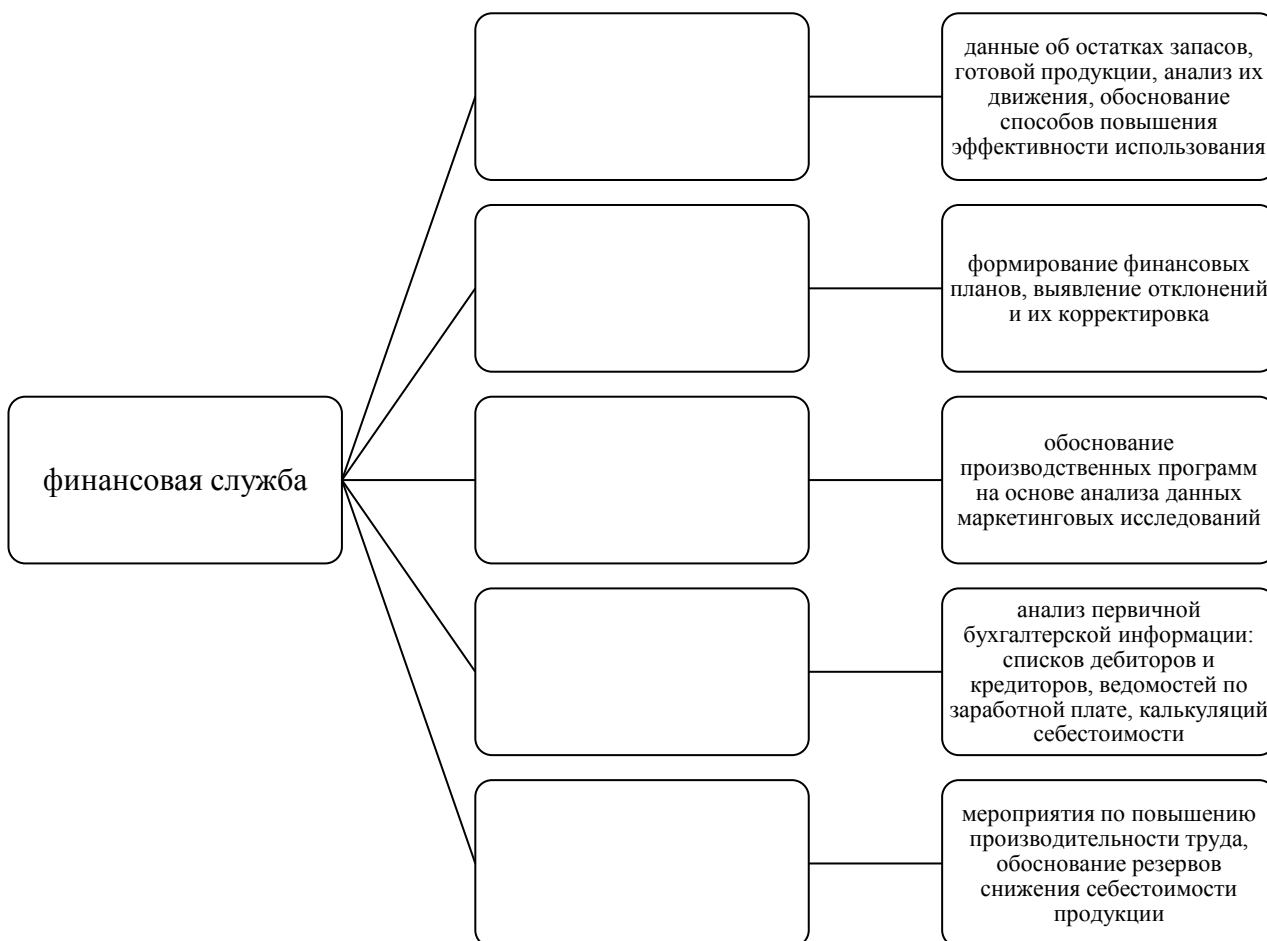 данные об остатках запасов,
готовой продукции, анализ их
движения, обоснование
способов повышения
эффективности использования
формирование финансовых
планов, выявление отклонений
и их корректировка
финансовая служба
обоснование
производственных программ
на основе анализа данных
маркетинговых исследований
анализ первичной
бухгалтерской информации:
списков дебиторов и
кредиторов, ведомостей по
заработной плате, калькуляций
себестоимости
мероприятия по повышению
производительности труда,
обоснование резервов
снижения себестоимости
продукции